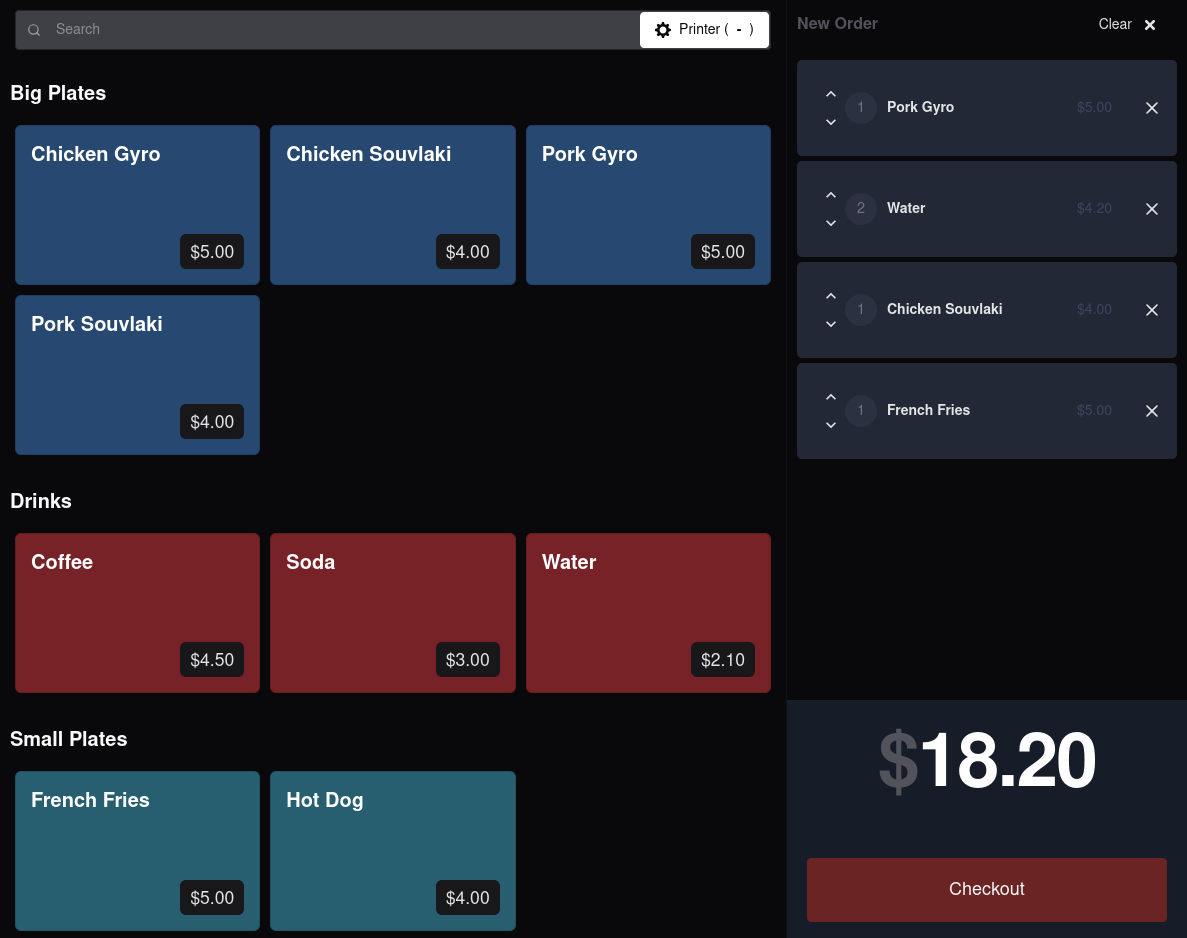 Search
Printer ( - )
Big Plates
Chicken Gyro
$5.00
Chicken Souvlaki
$4.00
Pork Gyro
$5.00
Pork Souvlaki
$4.00
Drinks
Coffee
$4.50
Soda
$3.00
Water
$2.10
Small Plates
French Fries
$5.00
Hot Dog
$4.00
New Order
Clear
1 Pork Gyro $5.00
2 Water $4.20
1 Chicken Souvlaki $4.00
1 French Fries $5.00
$18.20
Checkout